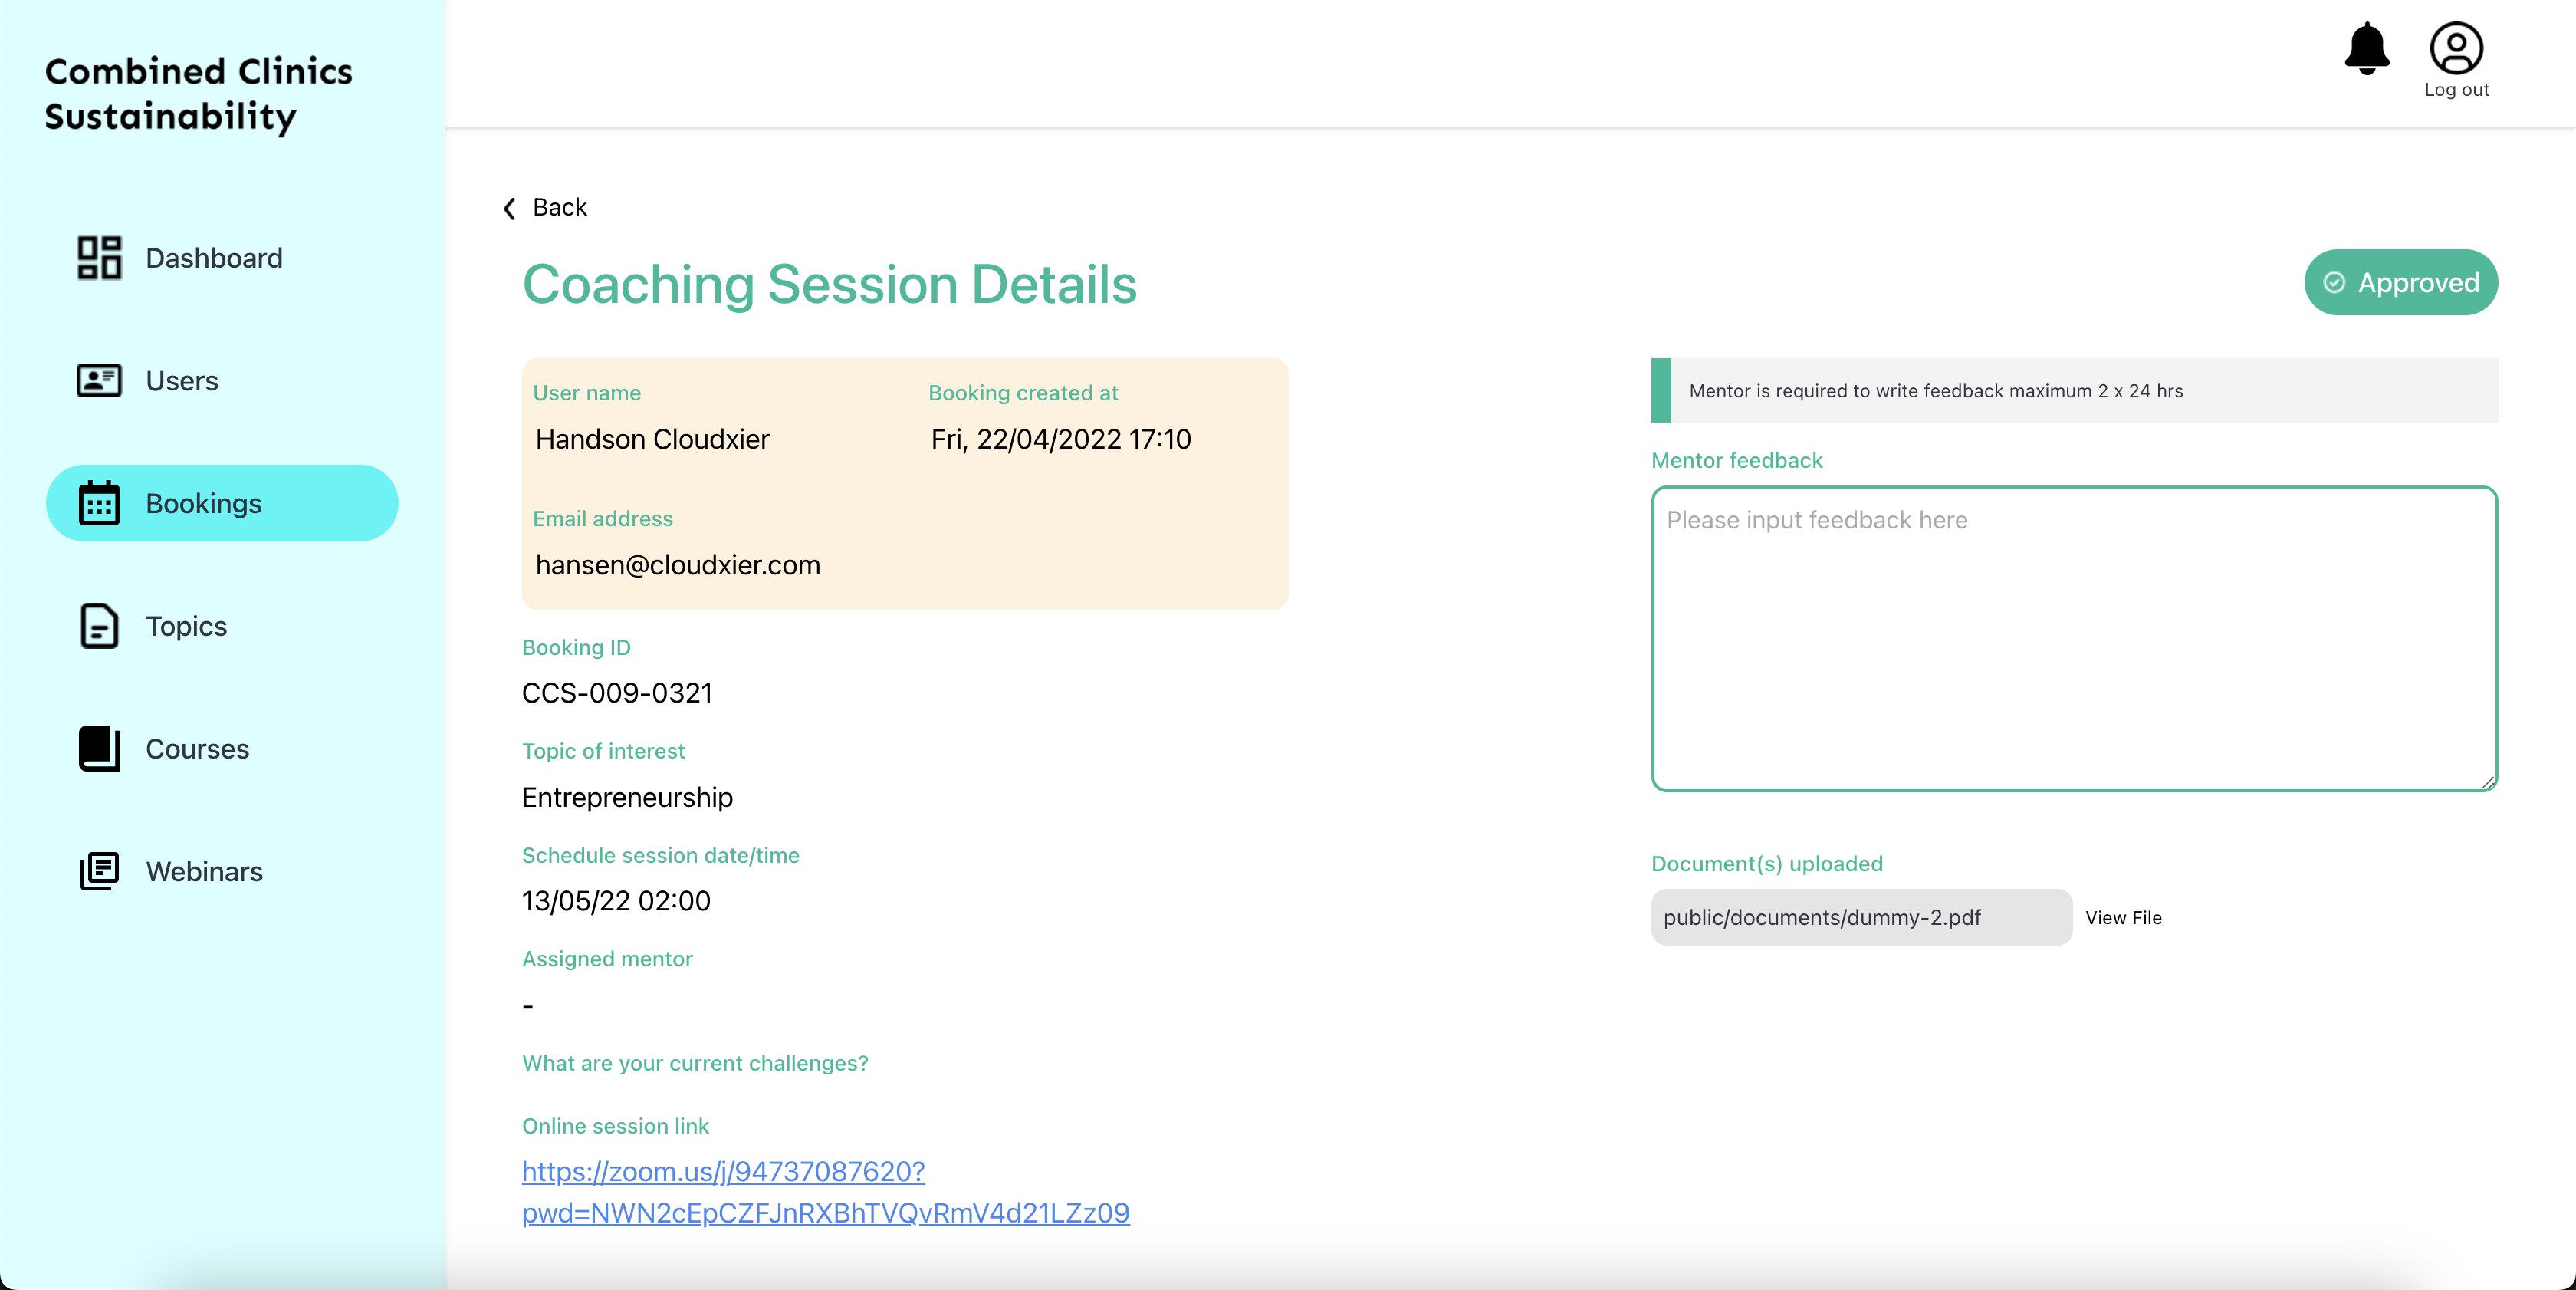 Combined Clinics
Sustainability
Log out
Dashboard
Users
Bookings
Topics
Courses
Webinars
Back
Coaching Session Details
Approved
User name
Handson Cloudxier
Booking created at
Fri, 22/04/2022 17:10
Email address
hansen@cloudxier.com
Booking ID
CCS-009-0321
Topic of interest
Entrepreneurship
Schedule session date/time
13/05/22 02:00
Assigned mentor
-
What are your current challenges?
Online session link
https://zoom.us/j/94737087620?
pwd=NWN2cEpCZFJnRXBhTVQvRmV4d21LZz09
Mentor is required to write feedback maximum 2 x 24 hrs
Mentor feedback
Please input feedback here
Document(s) uploaded
public/documents/dummy-2.pdf
View File